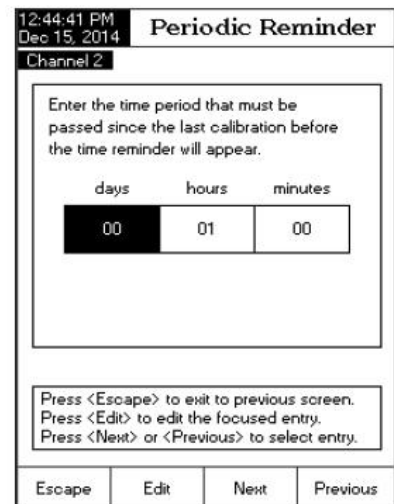 12:44:41 PM
Dec 15, 2014
Periodic Reminder
Channel 2
Enter the time period that must be
passed since the last calibration before
the time reminder will appear.
days hours minutes
00 01 00
Press <Escape> to exit to previous screen.
Press <Edit> to edit the focused entry.
Press <Next> or <Previous> to select entry.
Escape Edit Next Previous